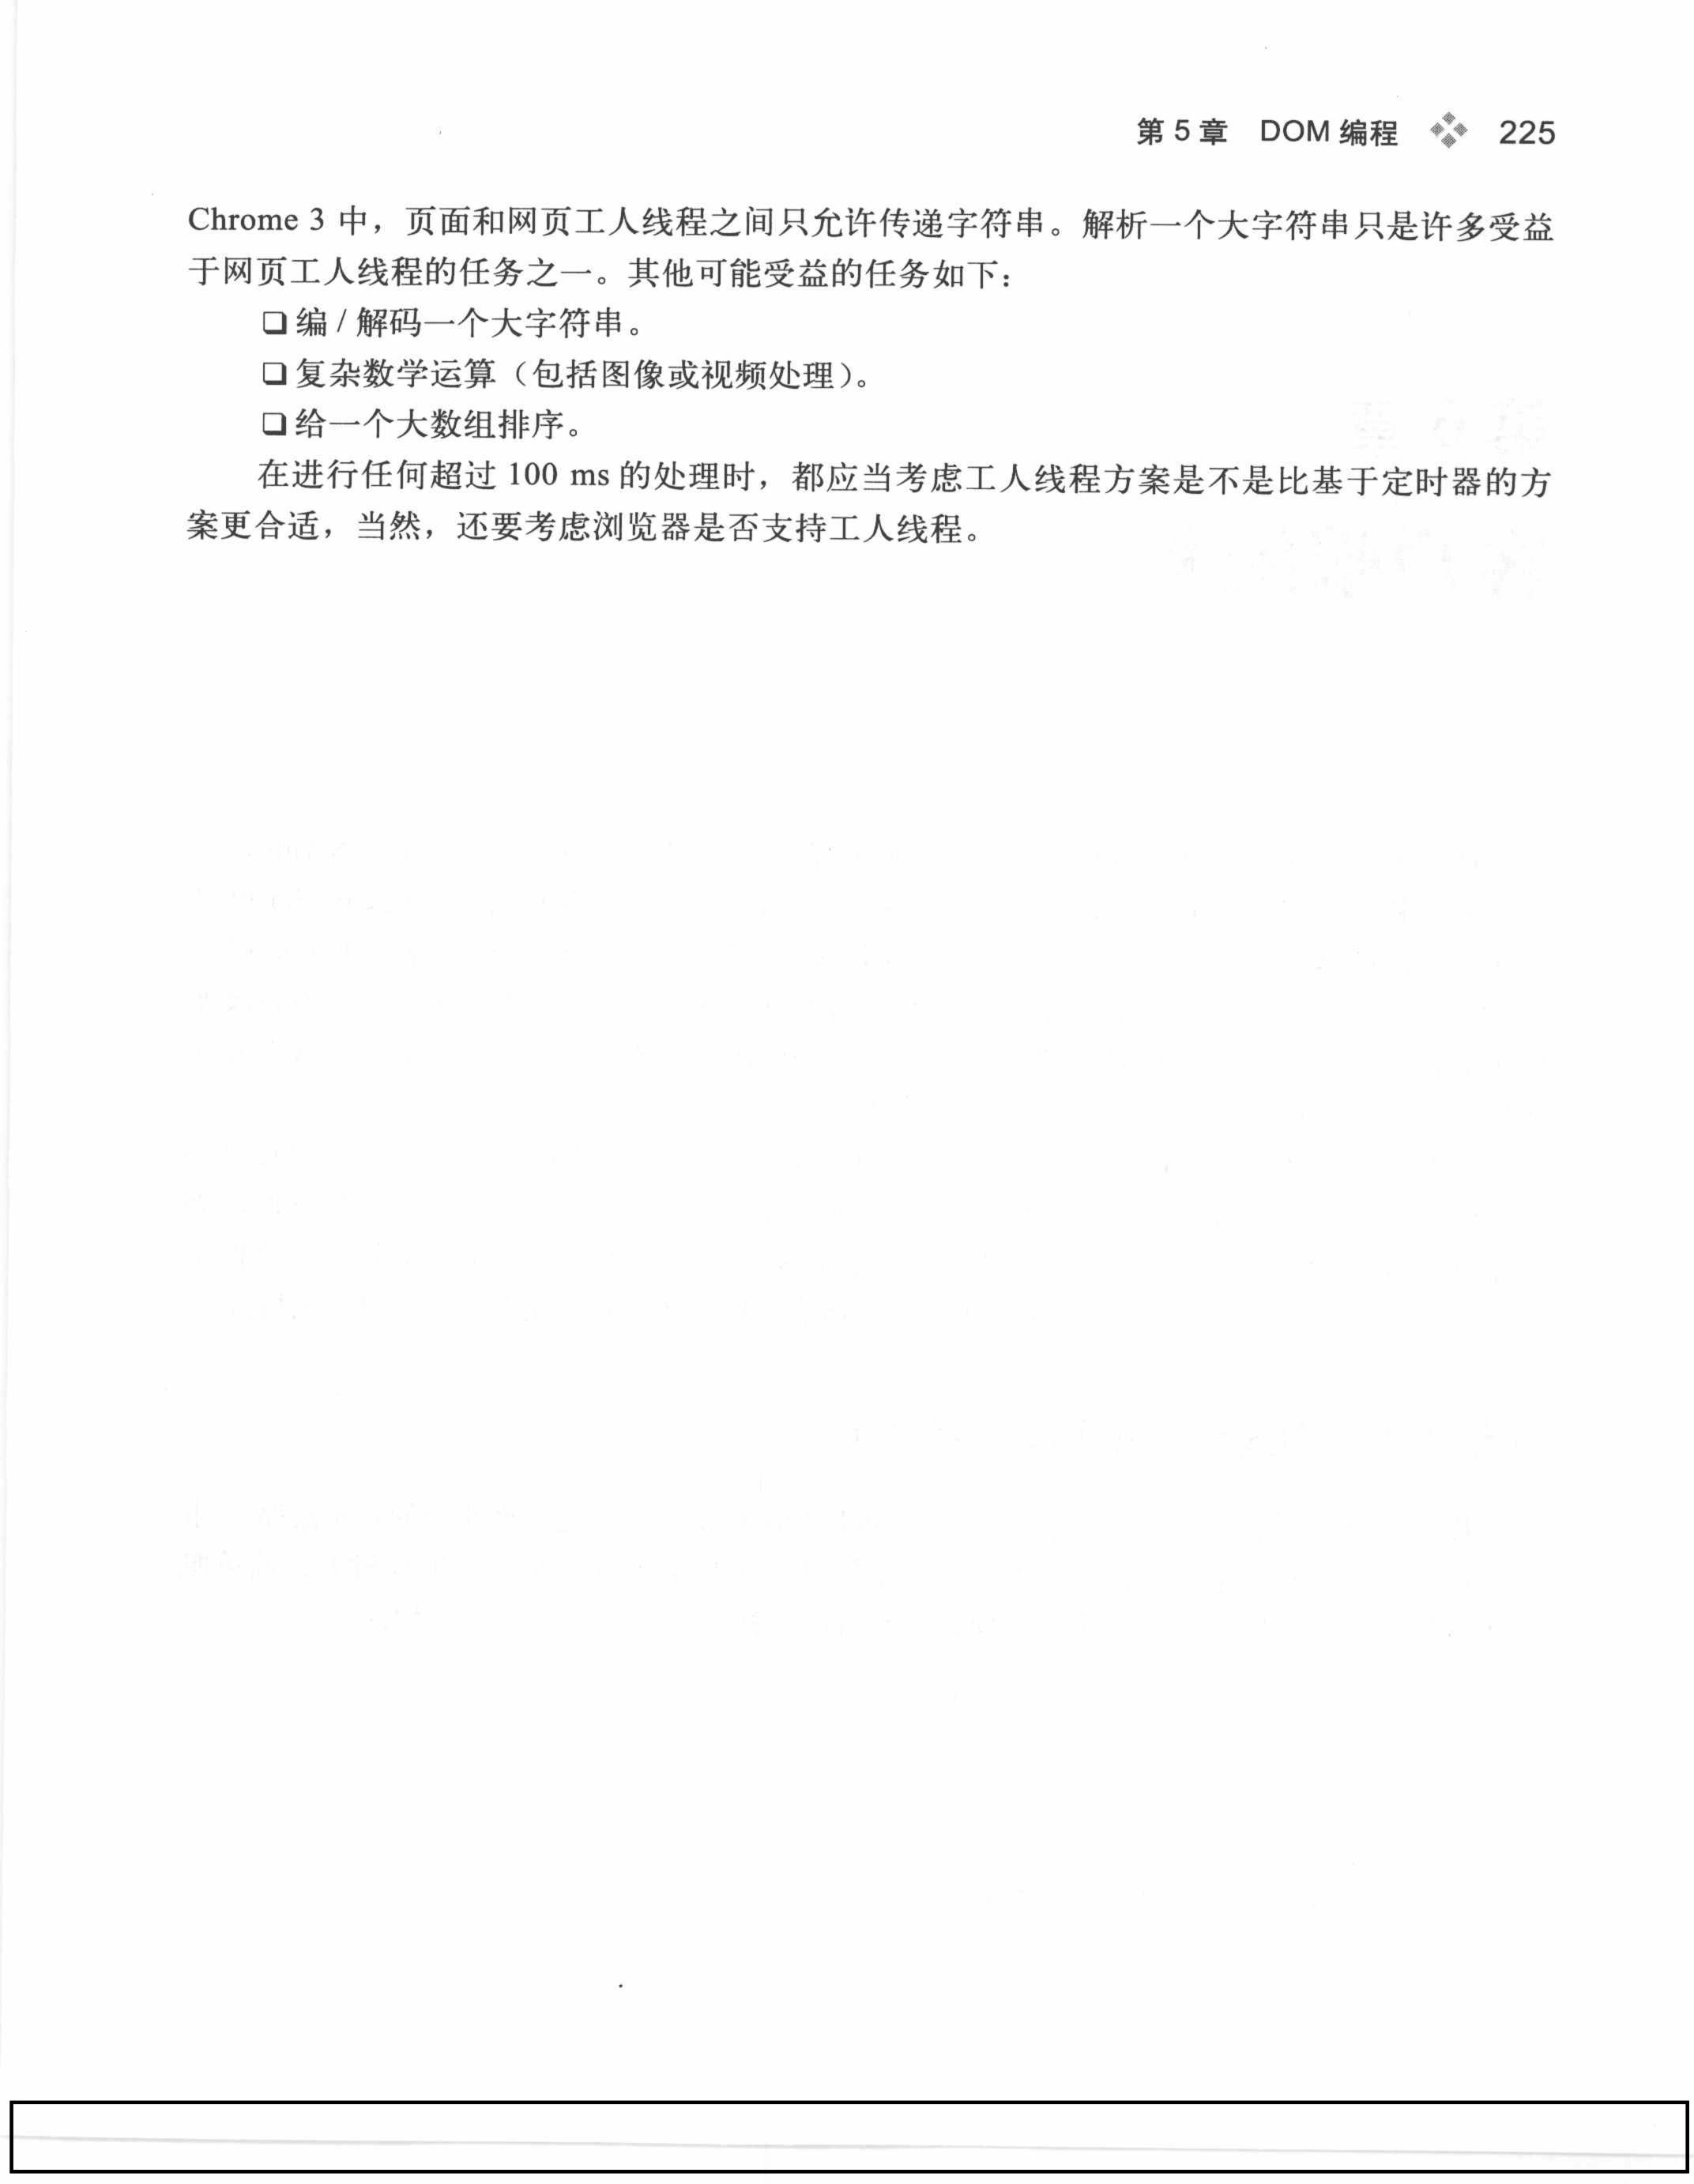 第5章 DOM 编程 225
Chrome 3 中，页面和网页工人线程之间只允许传递字符串。解析一个大字符串只是许多受益
于网页工人线程的任务之一。其他可能受益的任务如下：
❑ 编 / 解码一个大字符串。
❑ 复杂数学运算（包括图像或视频处理）。
❑ 给一个大数组排序。
在进行任何超过 100 ms 的处理时，都应当考虑工人线程方案是不是比基于定时器的方
案更合适，当然，还要考虑浏览器是否支持工人线程。